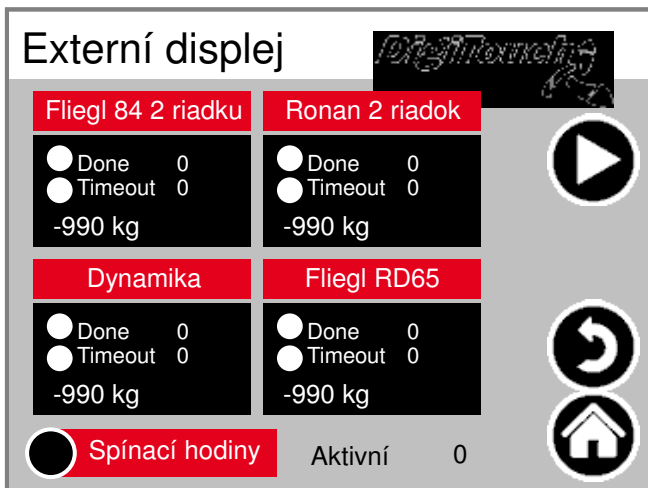 Externí displej
DigiTouch
Fliegl 84 2 riadku
Ronan 2 riadok
Done 0
Timeout 0
-990 kg
Done 0
Timeout 0
-990 kg
Dynamika
Fliegl RD65
Done 0
Timeout 0
-990 kg
Done 0
Timeout 0
-990 kg
Spínací hodiny
Aktivní 0